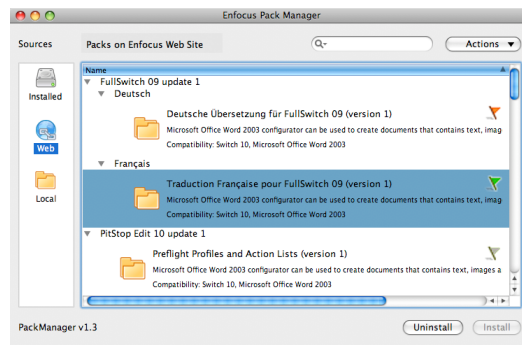 Enfocus Pack Manager
Sources
Packs on Enfocus Web Site
Actions
Name
Installed
Web
Local
FullSwitch 09 update 1
Deutsch
Deutsche Übersetzung für FullSwitch 09 (version 1)
Microsoft Office Word 2003 configurator can be used to create documents that contains text, imag
Compatibility: Switch 10, Microsoft Office Word 2003
Français
Traduction Française pour FullSwitch 09 (version 1)
Microsoft Office Word 2003 configurator can be used to create documents that contains text, imag
Compatibility: Switch 10, Microsoft Office Word 2003
PitStop Edit 10 update 1
Preflight Profiles and Action Lists (version 1)
Microsoft Office Word 2003 configurator can be used to create documents that contains text, images a
Compatibility: Switch 10, Microsoft Office Word 2003
PackManager v1.3
Uninstall
Install